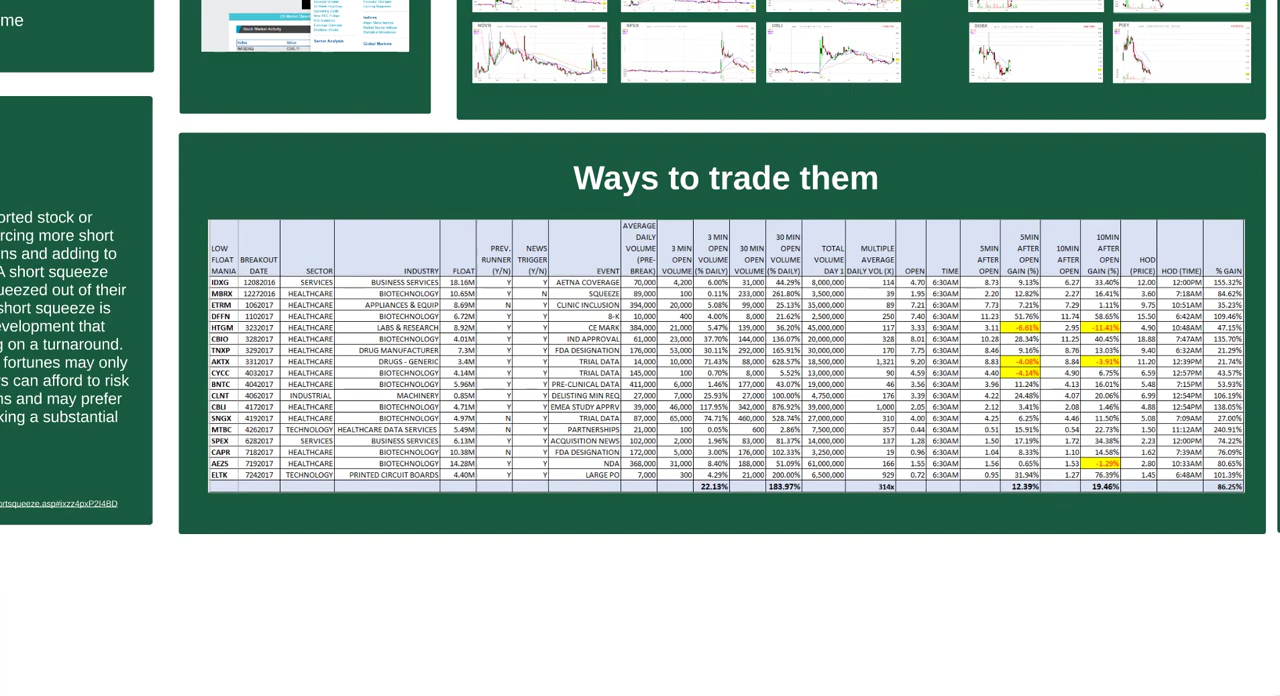 me
Stock Market Activity
Sector Analysis
Indices
Global Markets
orted stock or
rcing more short
ns and adding to
A short squeeze
ueezed out of their
short squeeze is
evelopment that
g on a turnaround.
fortunes may only
s can afford to risk
ns and may prefer
king a substantial
ortsqueeze.asp#ixzz4pxP2I4BD
Ways to trade them
LOW FLOAT MANIA BREAKOUT DATE SECTOR INDUSTRY FLOAT PREV. RUNNER (Y/N) NEWS TRIGGER (Y/N) EVENT AVERAGE DAILY VOLUME (PRE-BREAK) 3 MIN OPEN VOLUME 3 MIN OPEN VOLUME (% DAILY) 30 MIN OPEN VOLUME 30 MIN OPEN VOLUME (% DAILY) TOTAL VOLUME DAY 1 MULTIPLE AVERAGE DAILY VOL (X) OPEN TIME 5MIN AFTER OPEN 5MIN AFTER OPEN GAIN (%) 10MIN AFTER OPEN 10MIN AFTER OPEN GAIN (%) HOD (PRICE) HOD (TIME) % GAIN
IDXG 12082016 SERVICES BUSINESS SERVICES 18.16M Y Y AETNA COVERAGE 70,000 4,200 6.00% 31,000 44.29% 8,000,000 114 4.70 6:30AM 8.73 9.13% 6.27 33.40% 12.00 12:00PM 155.32%
MBRX 12272016 HEALTHCARE BIOTECHNOLOGY 10.65M Y N SQUEEZE 89,000 100 0.11% 233,000 261.80% 3,500,000 39 1.95 6:30AM 2.20 12.82% 2.27 16.41% 3.60 7:18AM 84.62%
ETRM 1062017 HEALTHCARE APPLIANCES & EQUIP 8.69M N Y CLINIC INCLUSION 394,000 20,000 5.08% 99,000 25.13% 35,000,000 89 7.21 6:30AM 7.73 7.21% 7.29 1.11% 9.75 10:51AM 35.23%
DFFN 1102017 HEALTHCARE BIOTECHNOLOGY 6.72M Y Y 8-K 10,000 400 4.00% 8,000 21.62% 2,500,000 250 7.40 6:30AM 11.23 51.76% 11.74 58.65% 15.50 6:42AM 109.46%
HTGM 3232017 HEALTHCARE LABS & RESEARCH 8.92M Y Y CE MARK 384,000 21,000 5.47% 139,000 36.20% 45,000,000 117 3.33 6:30AM 3.11 -6.61% 2.95 -11.41% 4.90 10:48AM 47.15%
CBIO 3282017 HEALTHCARE BIOTECHNOLOGY 4.01M Y Y IND APPROVAL 61,000 23,000 37.70% 144,000 136.07% 20,000,000 328 8.01 6:30AM 10.28 28.34% 11.25 40.45% 18.88 7:47AM 135.70%
TNXP 3292017 HEALTHCARE DRUG MANUFACTURER 7.3M Y Y FDA DESIGNATION 176,000 53,000 30.11% 292,000 165.91% 30,000,000 170 7.75 6:30AM 8.46 9.16% 8.76 13.03% 9.40 6:32AM 21.29%
AKTX 3312017 HEALTHCARE DRUGS - GENERIC 3.4M Y Y TRIAL DATA 14,000 10,000 71.43% 88,000 628.57% 18,500,000 1,321 9.20 6:30AM 8.83 -4.08% 8.84 -3.91% 11.20 12:39PM 21.74%
CYCC 4032017 HEALTHCARE BIOTECHNOLOGY 4.14M Y Y TRIAL DATA 145,000 100 0.70% 8,000 5.52% 13,000,000 90 4.59 6:30AM 4.40 -4.14% 4.90 6.75% 6.59 12:57PM 43.57%
BNTC 4042017 HEALTHCARE BIOTECHNOLOGY 5.96M Y Y PRE-CLINICAL DATA 411,000 6,000 1.46% 177,000 43.07% 19,000,000 46 3.56 6:30AM 3.96 11.24% 4.13 16.01% 5.48 7:15AM 53.93%
CLNT 4062017 INDUSTRIAL MACHINERY 0.85M Y Y DELISTING MIN REQ 27,000 7,000 25.93% 27,000 100.00% 4,750,000 176 3.39 6:30AM 4.22 24.48% 4.07 20.06% 6.99 12:54PM 106.19%
CBLI 4172017 HEALTHCARE BIOTECHNOLOGY 4.71M Y Y EMEA STUDY APPRV 39,000 46,000 117.95% 342,000 876.92% 39,000,000 1,000 2.05 6:30AM 2.12 3.41% 2.08 1.46% 4.88 12:54PM 138.05%
SNGX 4172017 HEALTHCARE BIOTECHNOLOGY 4.97M N Y TRIAL DATA 87,000 65,000 74.71% 265,000 304.60% 27,000,000 310 4.00 6:30AM 4.25 6.25% 4.46 11.50% 5.08 7:09AM 27.00%
MTBC 4262017 TECHNOLOGY HEALTHCARE DATA SERVICES 5.49M N Y PARTNERSHIPS 21,000 100 0.05% 600 2.86% 7,500,000 357 0.44 6:30AM 0.51 15.91% 0.54 22.73% 1.50 11:12AM 240.91%
SPEX 6282017 SERVICES BUSINESS SERVICES 6.13M Y Y ACQUISITION NEWS 102,000 2,000 1.96% 83,000 81.37% 14,000,000 137 1.28 6:30AM 1.50 17.19% 1.72 34.38% 2.23 12:00PM 74.22%
CAPR 7182017 HEALTHCARE BIOTECHNOLOGY 10.38M N Y FDA DESIGNATION 172,000 5,000 3.00% 176,000 102.33% 3,250,000 19 0.96 6:30AM 1.04 8.33% 1.10 14.58% 1.62 7:39AM 76.09%
AEZS 7192017 HEALTHCARE BIOTECHNOLOGY 14.28M Y Y NDA 368,000 31,000 8.40% 188,000 51.09% 61,000,000 166 1.55 6:30AM 1.56 0.65% 1.53 -1.29% 2.80 10:33AM 80.65%
ELTK 7242017 TECHNOLOGY PRINTED CIRCUIT BOARDS 4.40M N Y LARGE PO 7,000 300 4.29% 21,000 200.00% 6,500,000 929 0.72 6:30AM 0.95 31.94% 1.27 76.39% 1.45 6:48AM 101.39%
22.13% 183.97% 314x 12.39% 19.46% 86.25%